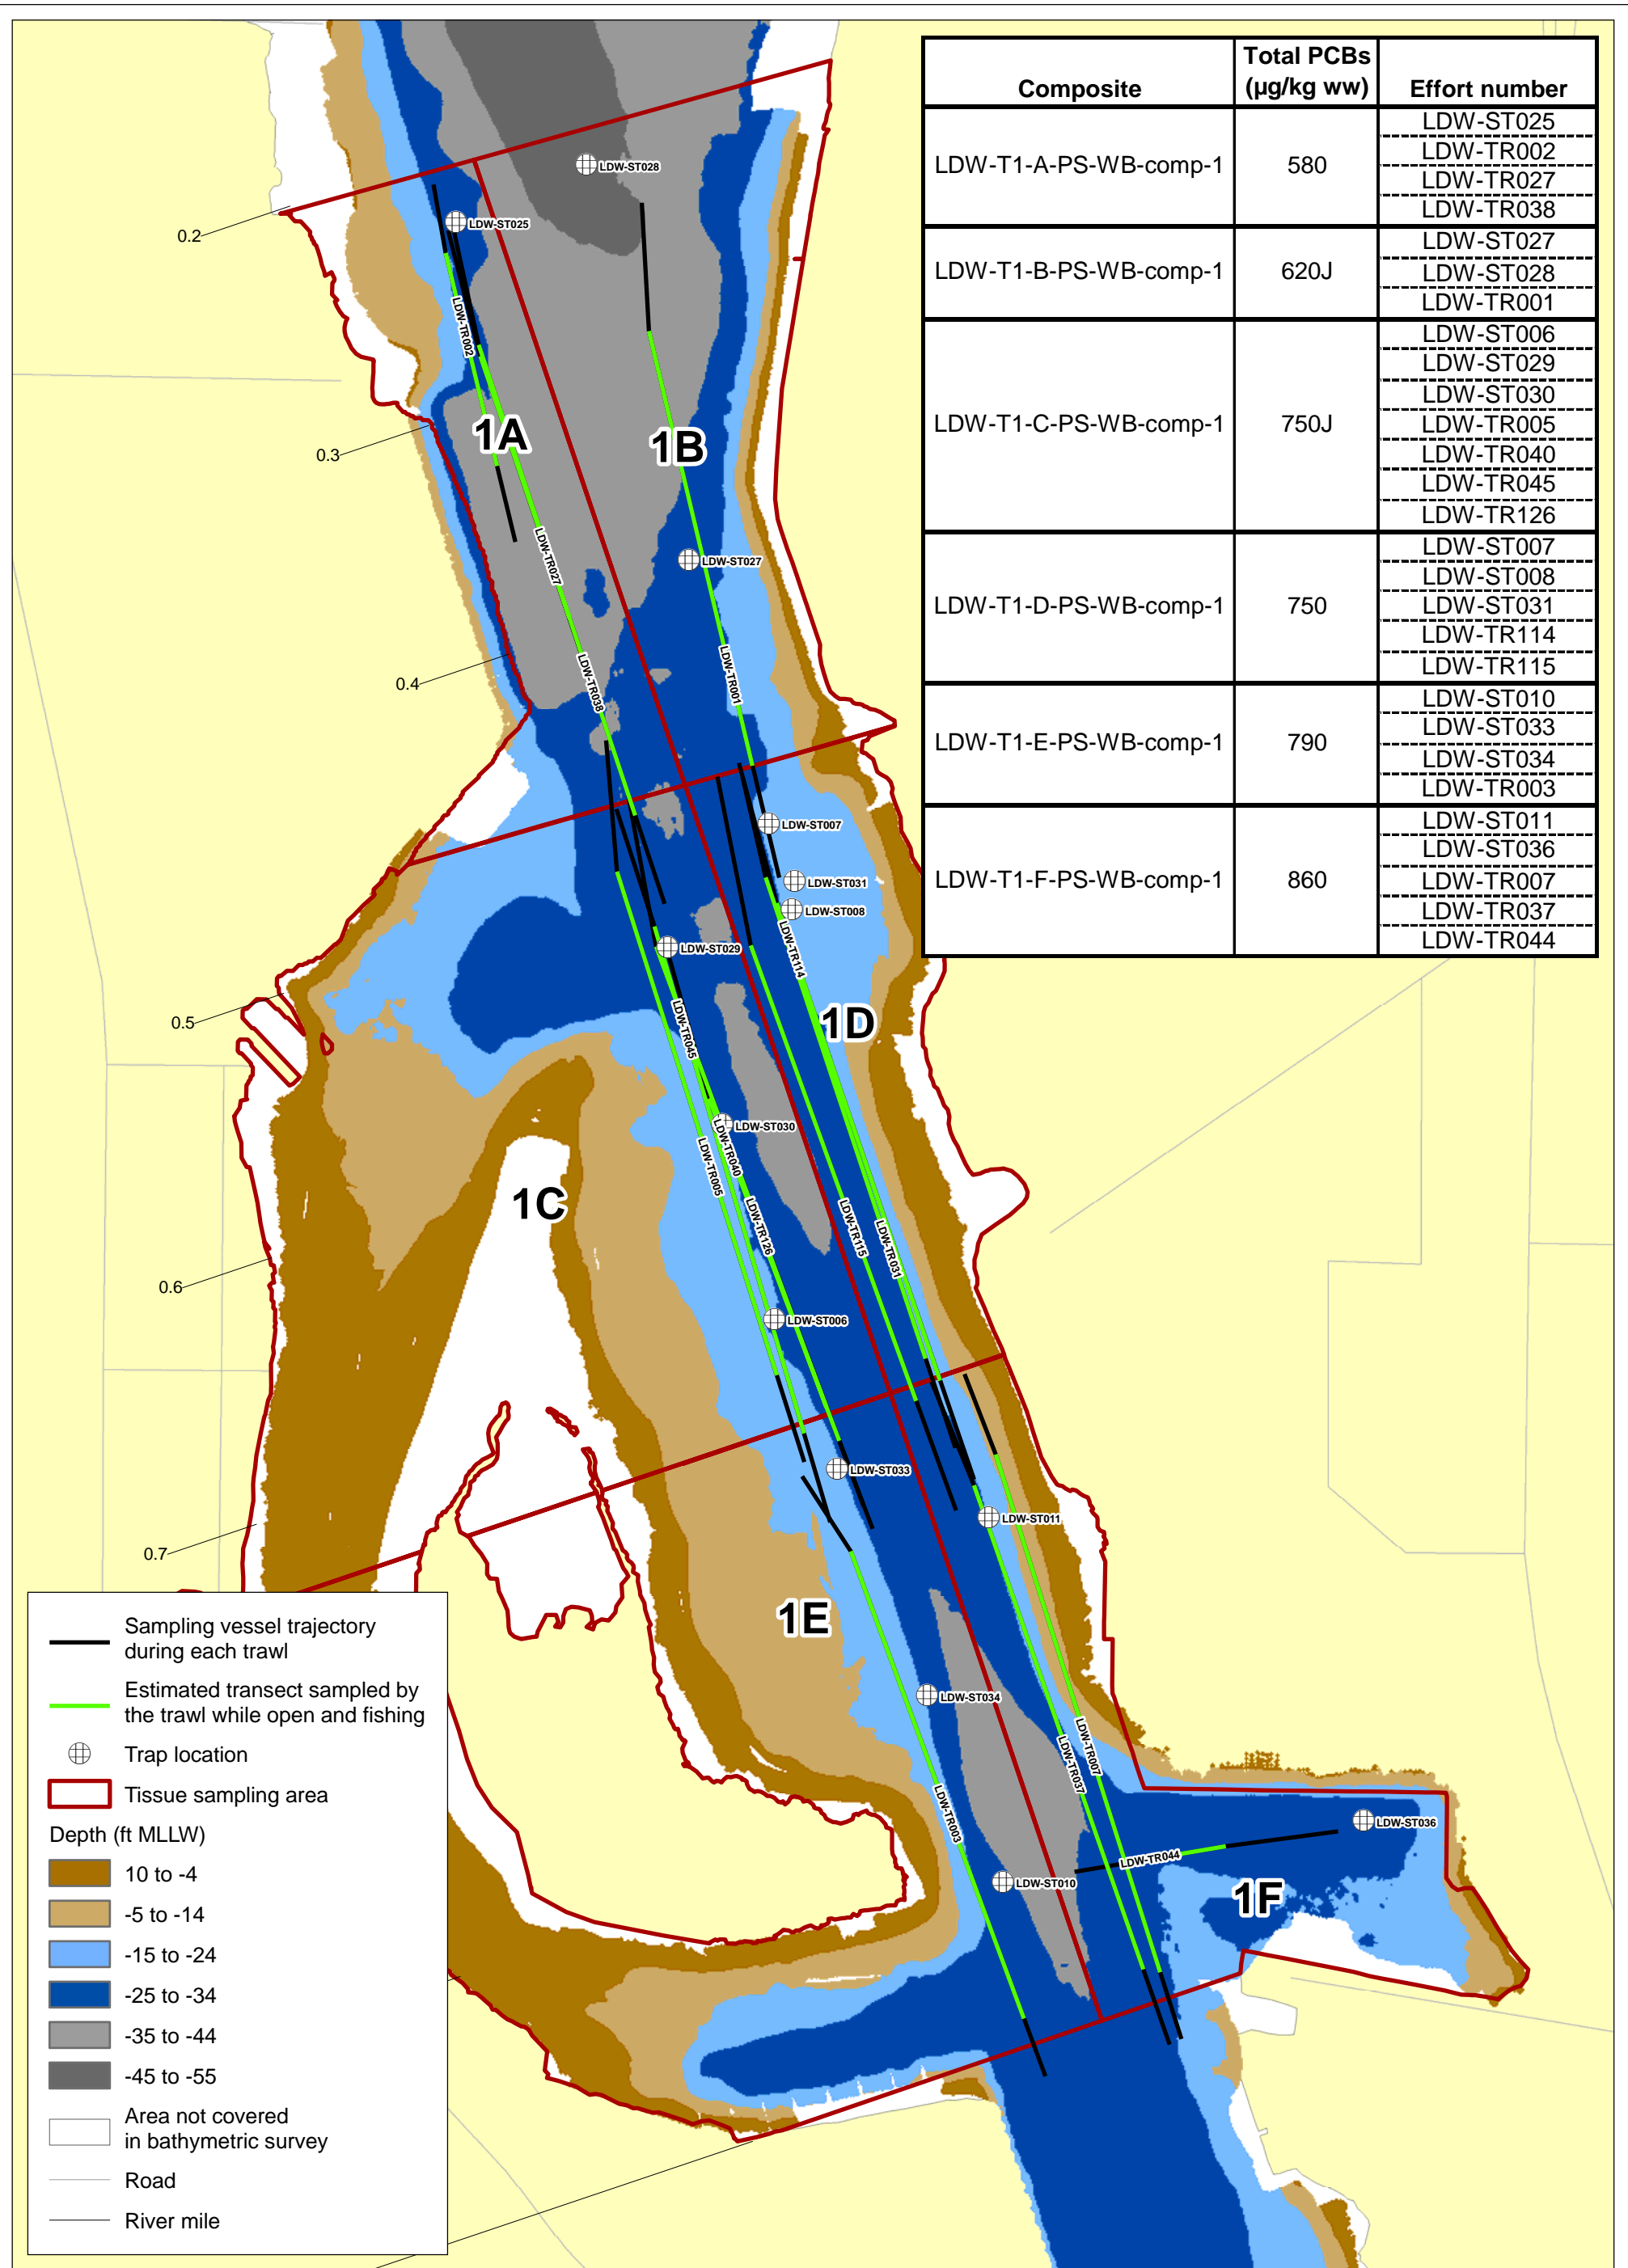 Composite
Total PCBs
(µg/kg ww)
Effort number
LDW-T1-A-PS-WB-comp-1
580
LDW-ST025
LDW-TR002
LDW-TR027
LDW-TR038
LDW-T1-B-PS-WB-comp-1
620J
LDW-ST027
LDW-ST028
LDW-TR001
LDW-T1-C-PS-WB-comp-1
750J
LDW-ST006
LDW-ST029
LDW-ST030
LDW-TR005
LDW-TR040
LDW-TR045
LDW-TR126
LDW-T1-D-PS-WB-comp-1
750
LDW-ST007
LDW-ST008
LDW-ST031
LDW-TR114
LDW-TR115
LDW-T1-E-PS-WB-comp-1
790
LDW-ST010
LDW-ST033
LDW-ST034
LDW-TR003
LDW-T1-F-PS-WB-comp-1
860
LDW-ST011
LDW-ST036
LDW-TR007
LDW-TR037
LDW-TR044
LDW-ST028
LDW-ST025
0.2
LDW-TR002
1A
1B
0.3
LDW-TR027
LDW-ST027
LDW-TR038
LDW-TR001
0.4
LDW-ST007
LDW-ST031
LDW-ST008
LDW-ST029
LDW-TR114
0.5
LDW-TR045
1D
LDW-ST030
LDW-TR040
LDW-TR005
1C
LDW-TR126
LDW-TR115
LDW-TR031
0.6
LDW-ST006
LDW-ST033
LDW-ST011
0.7
1E
LDW-ST034
LDW-TR007
LDW-TR037
LDW-TR003
LDW-ST036
LDW-TR044
LDW-ST010
1F
Sampling vessel trajectory
during each trawl
Estimated transect sampled by
the trawl while open and fishing
Trap location
Tissue sampling area
Depth (ft MLLW)
10 to -4
-5 to -14
-15 to -24
-25 to -34
-35 to -44
-45 to -55
Area not covered
in bathymetric survey
Road
River mile